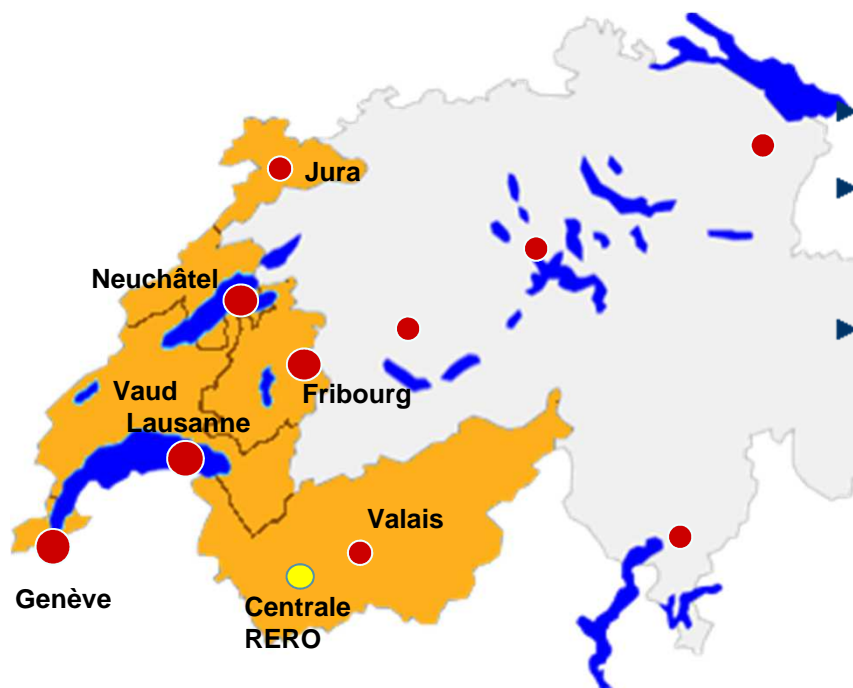 Jura
Neuchâtel
Vaud
Fribourg
Lausanne
Valais
Genève
Centrale
RERO